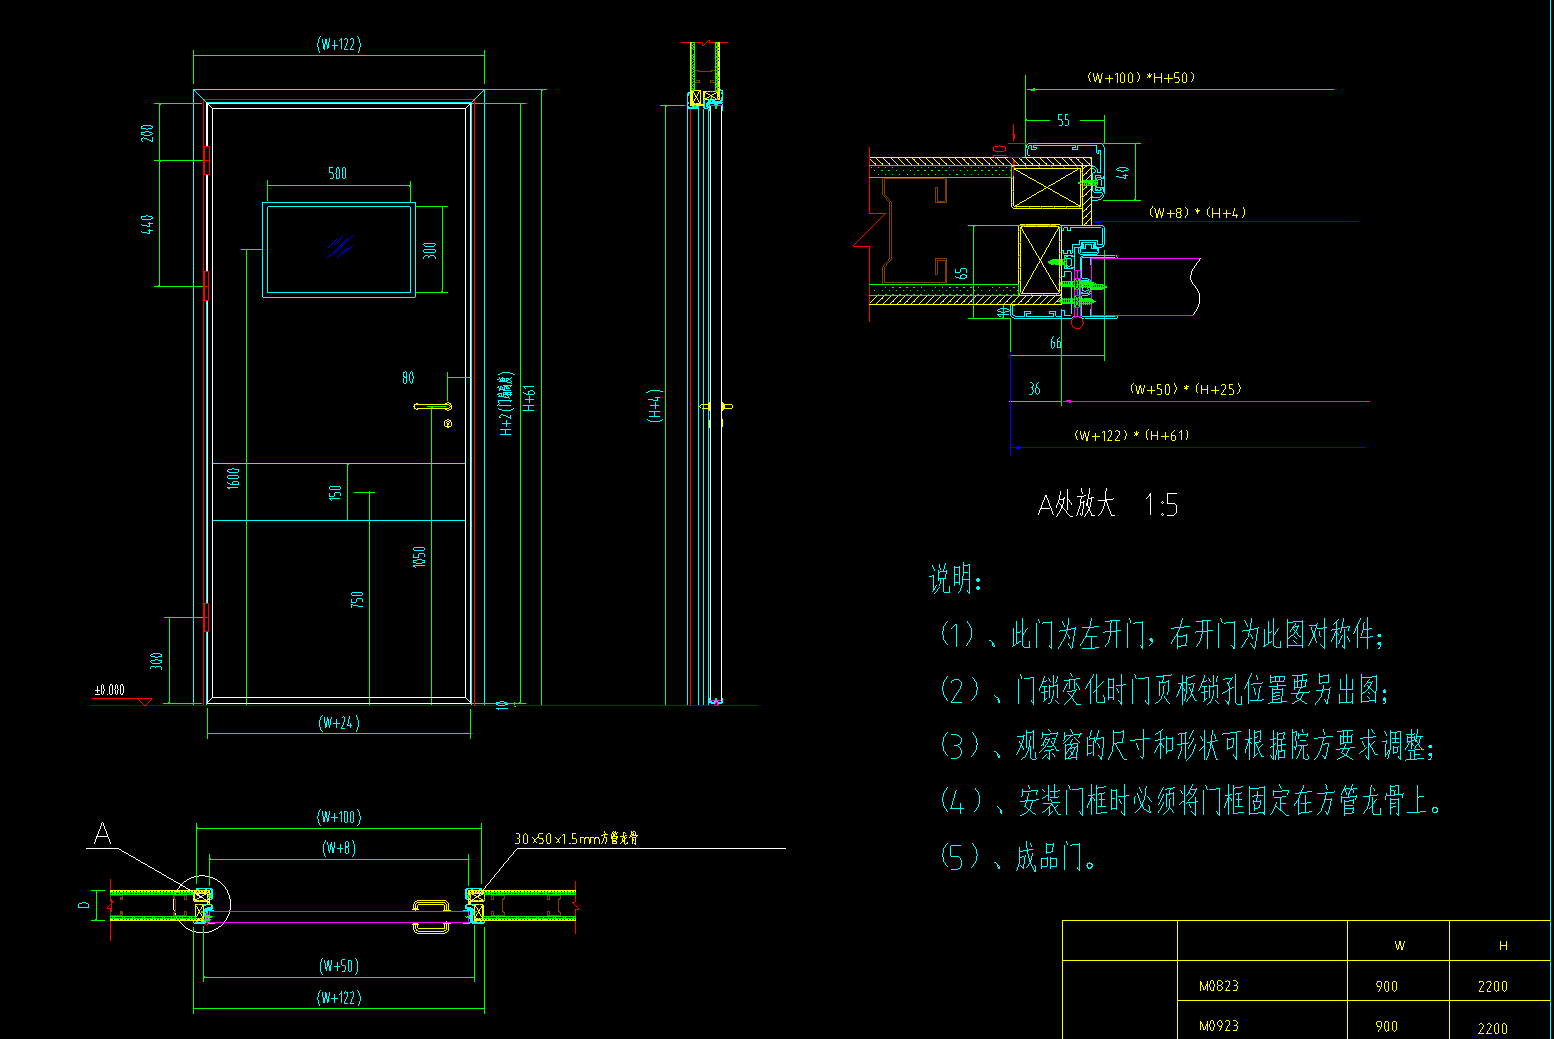 (W+122)
200
440
500
300
80
H+2(门扇高度)
H+61
1600
150
1050
750
300
±0.000
10
(W+24)
(H+4)
(W+100)*H+50)
55
40
(W+8)*(H+4)
65
40
66
36
(W+50)*(H+25)
(W+122)*(H+61)
A处放大 1:5
说明:
(1)、此门为左开门,右开门为此图对称件;
(2)、门锁变化时门页板锁孔位置要另出图;
(3)、观察窗的尺寸和形状可根据院方要求调整;
(4)、安装门框时必须将门框固定在方管龙骨上。
(5)、成品门。
A
(W+100)
(W+8)
30x50x1.5mm方管龙骨
D
(W+50)
(W+122)
W H
M0823 900 2200
M0923 900 2200